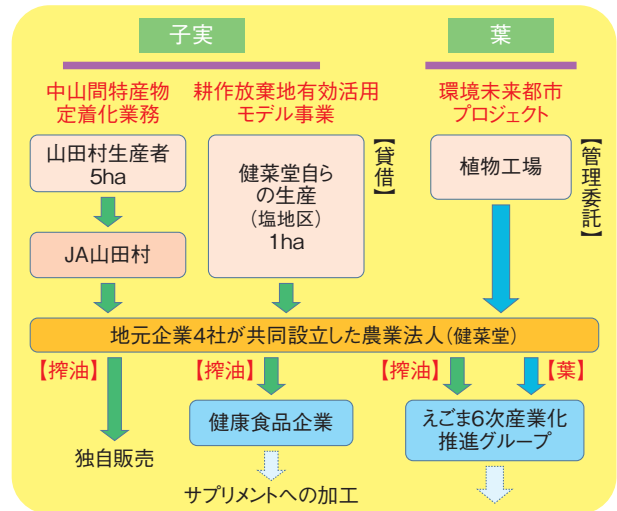 子実
葉
中山間特産物
定着化業務
耕作放棄地有効活用
モデル事業
環境未来都市
プロジェクト
山田村生産者
5ha
健菜堂自ら
の生産
(塩地区)
1ha
【貸借】
植物工場
【管理委託】
JA山田村
地元企業4社が共同設立した農業法人(健菜堂)
【搾油】
【搾油】
【搾油】
【葉】
独自販売
健康食品企業
えごま6次産業化
推進グループ
サプリメントへの加工